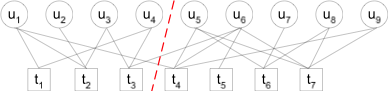 u₁ u₂ u₃ u₄ u₅ u₆ u₇ u₈ u₉
t₁ t₂ t₃ t₄ t₅ t₆ t₇